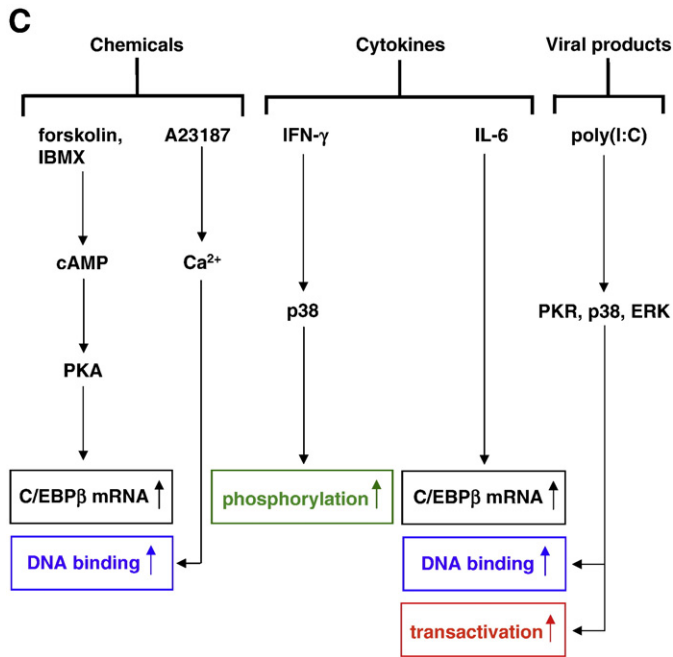 C
Chemicals
Cytokines
Viral products
forskolin,
IBMX
A23187
IFN-γ
IL-6
poly(I:C)
cAMP
Ca²⁺
p38
PKR, p38, ERK
PKA
C/EBPβ mRNA ↑
phosphorylation ↑
C/EBPβ mRNA ↑
DNA binding ↑
DNA binding ↑
transactivation ↑